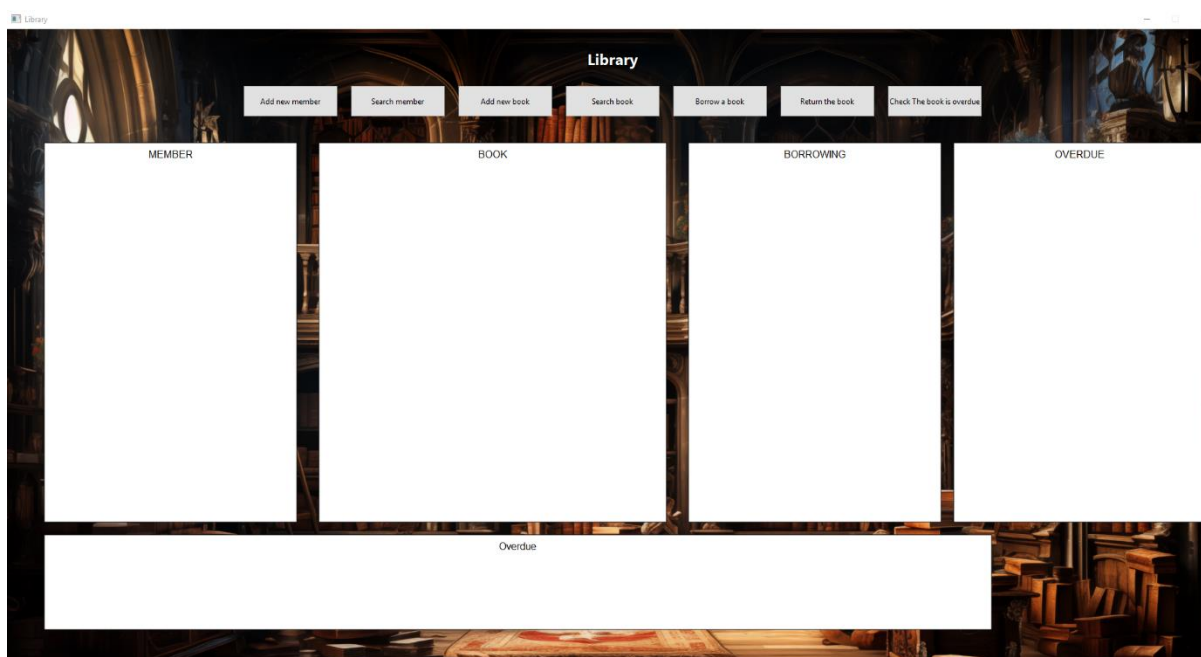 Library
Library
Add new member
Search member
Add new book
Search book
Borrow a book
Return the book
Check The book is overdue
MEMBER
BOOK
BORROWING
OVERDUE
Overdue